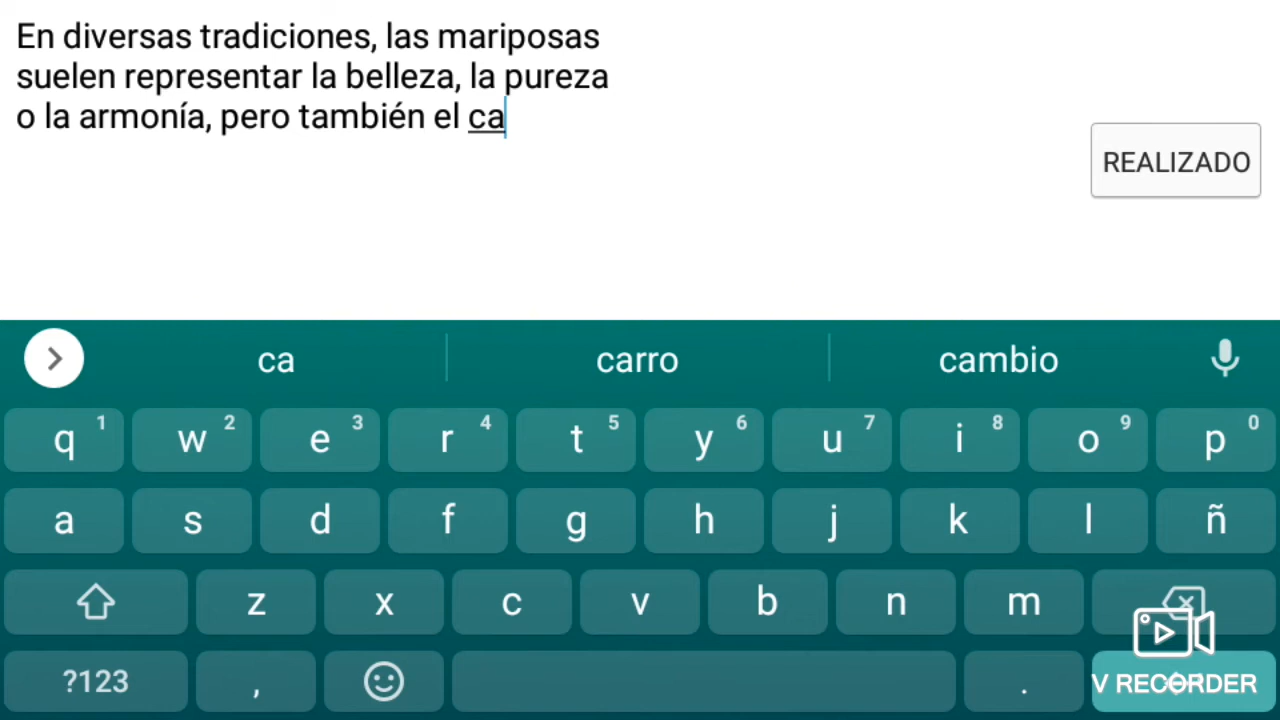 En diversas tradiciones, las mariposas
suelen representar la belleza, la pureza
o la armonía, pero también el ca
REALIZADO
ca carro cambio
q 1 w 2 e 3 r 4 t 5 y 6 u 7 i 8 o 9 p 0
a s d f g h j k l ñ
z x c v b n m
?123 , .
V RECORDER